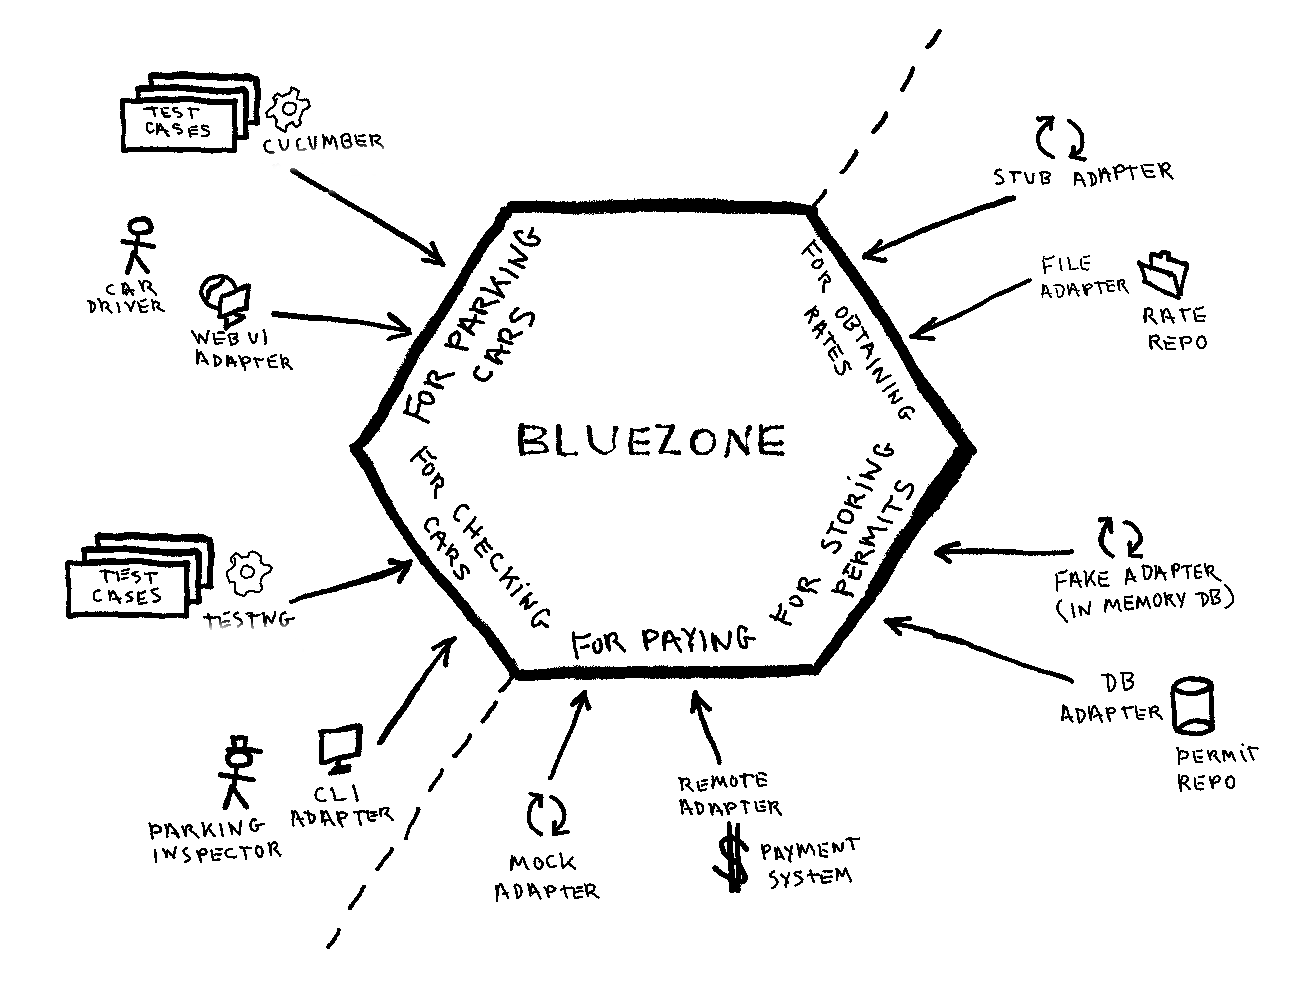 TEST
CASES
CUCUMBER
CAR
DRIVER
WEB UI
ADAPTER
FOR PARKING
CARS
STUB ADAPTER
FILE
ADAPTER
RATE
REPO
FOR OBTAINING
RATES
BLUEZONE
FOR CHECKING
CARS
FOR STORING
PERMITS
FOR PAYING
TEST
CASES
TESTNG
FAKE ADAPTER
(IN MEMORY DB)
DB
ADAPTER
PERMIT
REPO
PARKING
INSPECTOR
CLI
ADAPTER
MOCK
ADAPTER
REMOTE
ADAPTER
$
PAYMENT
SYSTEM